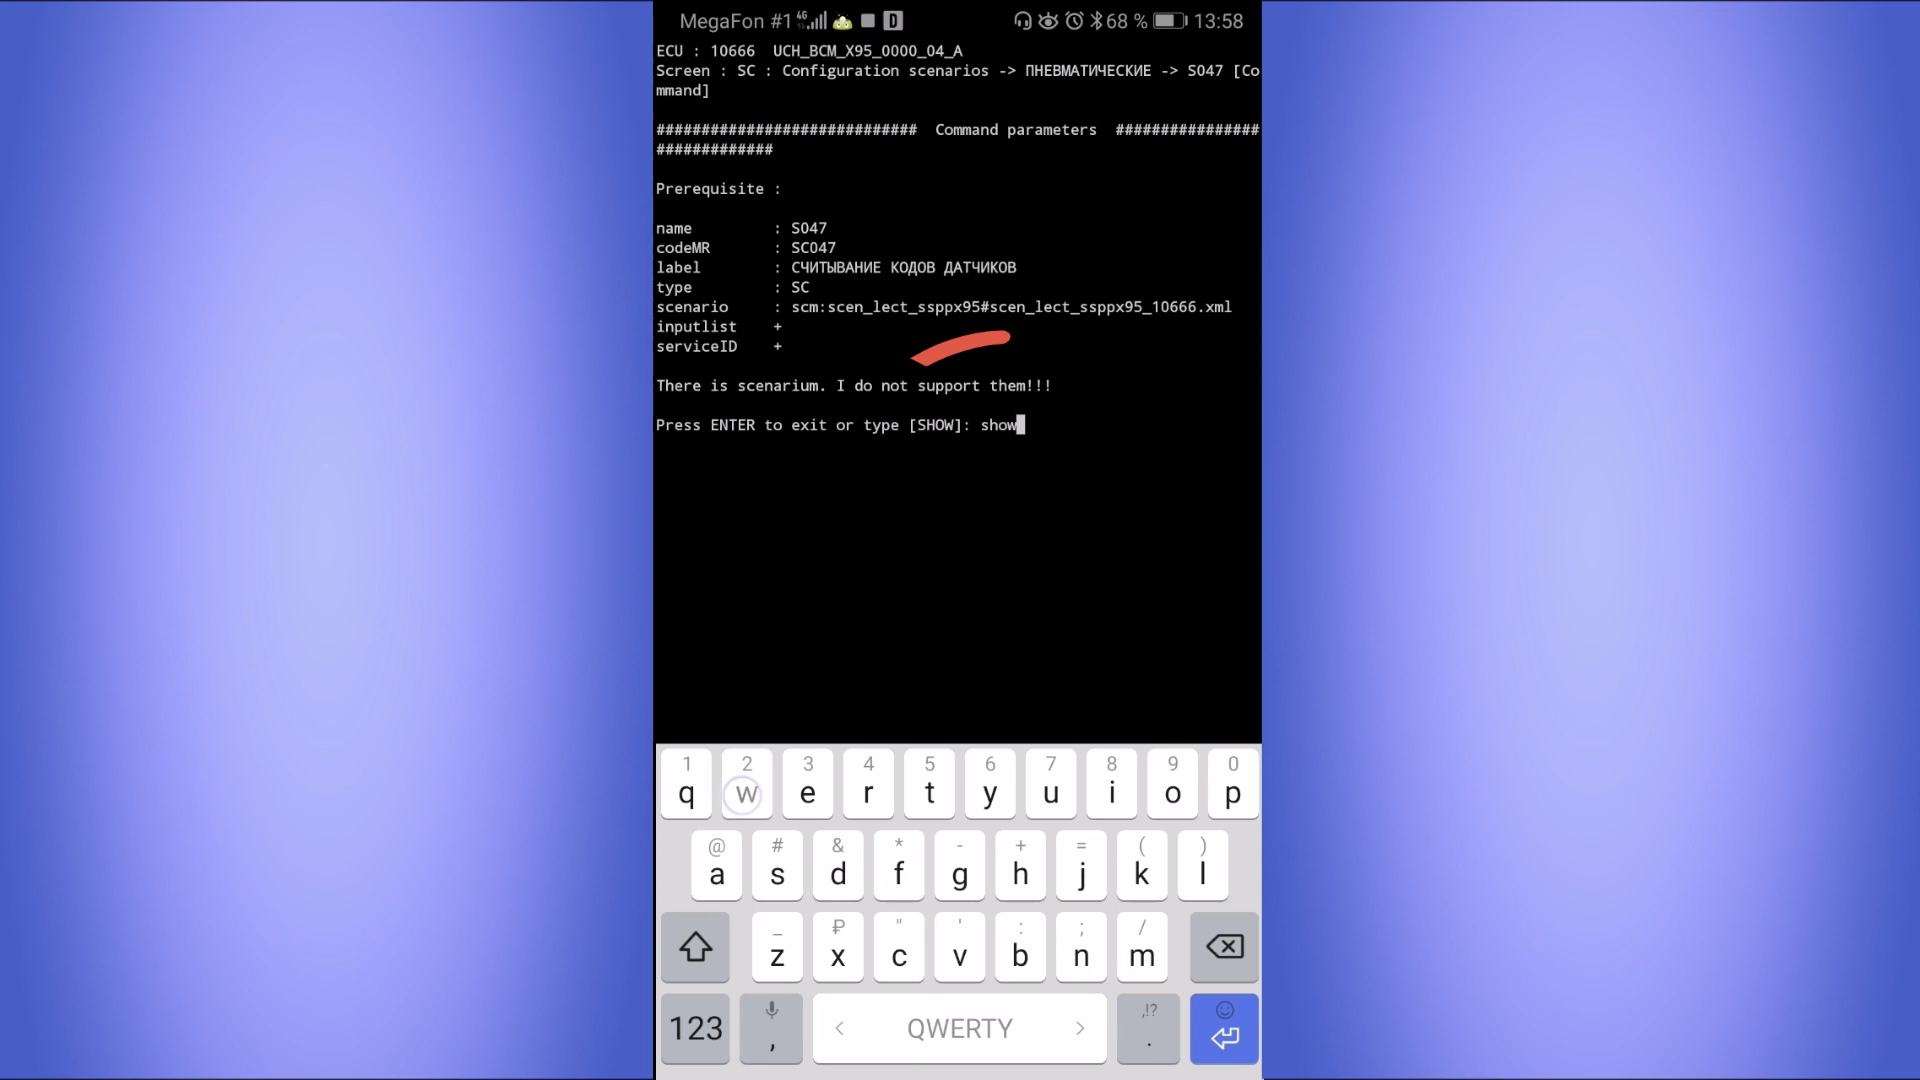 MegaFon #1 4G D 68 % 13:58
ECU : 10666 UCH_BCM_X95_0000_04_A
Screen : SC : Configuration scenarios -> ПНЕВМАТИЧЕСКИЕ -> S047 [Co
mmand]
############################# Command parameters ################
#############
Prerequisite :
name : S047
codeMR : SC047
label : СЧИТЫВАНИЕ КОДОВ ДАТЧИКОВ
type : SC
scenario : scm:scen_lect_ssppx95#scen_lect_ssppx95_10666.xml
inputlist +
serviceID +
There is scenarium. I do not support them!!!
Press ENTER to exit or type [SHOW]: show
1 2 3 4 5 6 7 8 9 0
q w e r t y u i o p
@ # & * - + = ( )
a s d f g h j k l
_ ₽ " ' : ; /
z x c v b n m
,!?
123 , < QWERTY > .